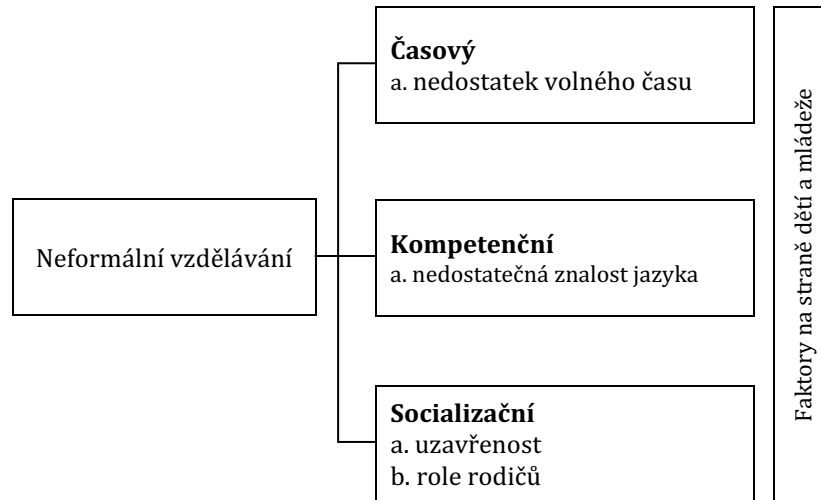 Časový
a. nedostatek volného času
Neformální vzdělávání
Kompetenční
a. nedostatečná znalost jazyka
Socializační
a. uzavřenost
b. role rodičů
Faktory na straně dětí a mládeže